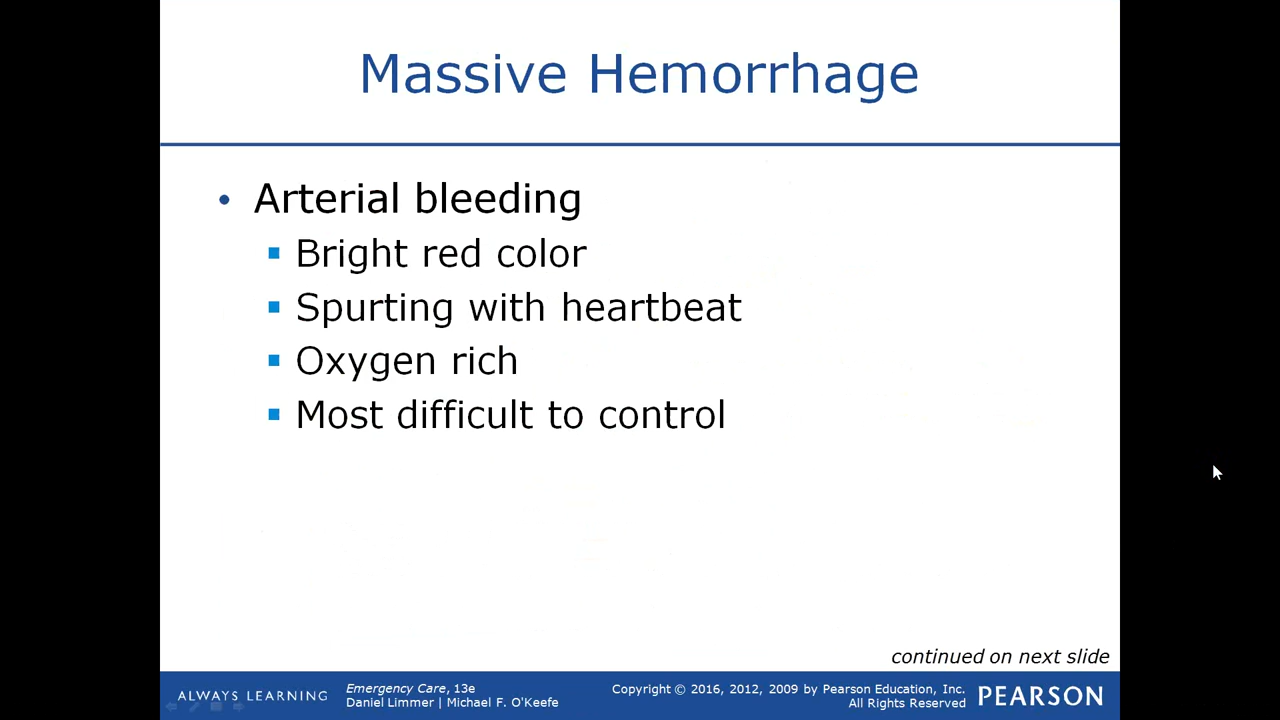 Massive Hemorrhage
• Arterial bleeding
▪ Bright red color
▪ Spurting with heartbeat
▪ Oxygen rich
▪ Most difficult to control
continued on next slide
ALWAYS LEARNING
Emergency Care, 13e
Daniel Limmer | Michael F. O'Keefe
Copyright © 2016, 2012, 2009 by Pearson Education, Inc.
All Rights Reserved
PEARSON